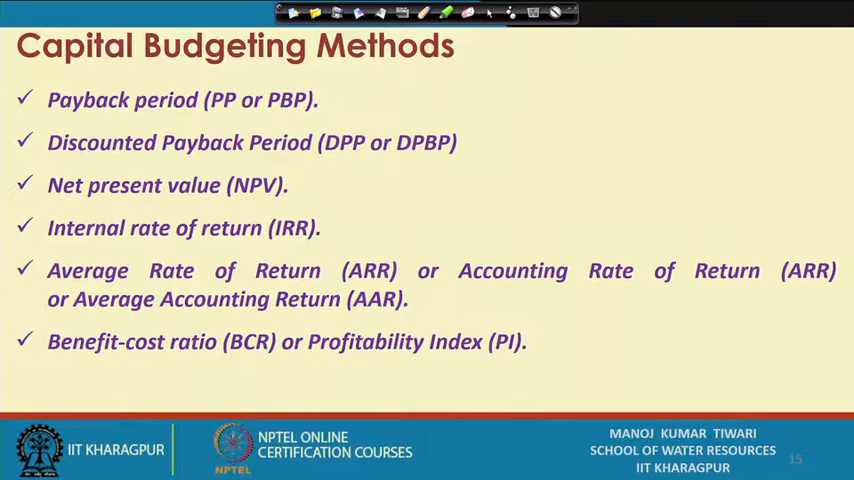 Capital Budgeting Methods
✓ Payback period (PP or PBP).
✓ Discounted Payback Period (DPP or DPBP)
✓ Net present value (NPV).
✓ Internal rate of return (IRR).
✓ Average Rate of Return (ARR) or Accounting Rate of Return (ARR)
or Average Accounting Return (AAR).
✓ Benefit-cost ratio (BCR) or Profitability Index (PI).
IIT KHARAGPUR
NPTEL
NPTEL ONLINE
CERTIFICATION COURSES
MANOJ KUMAR TIWARI
SCHOOL OF WATER RESOURCES
IIT KHARAGPUR
15